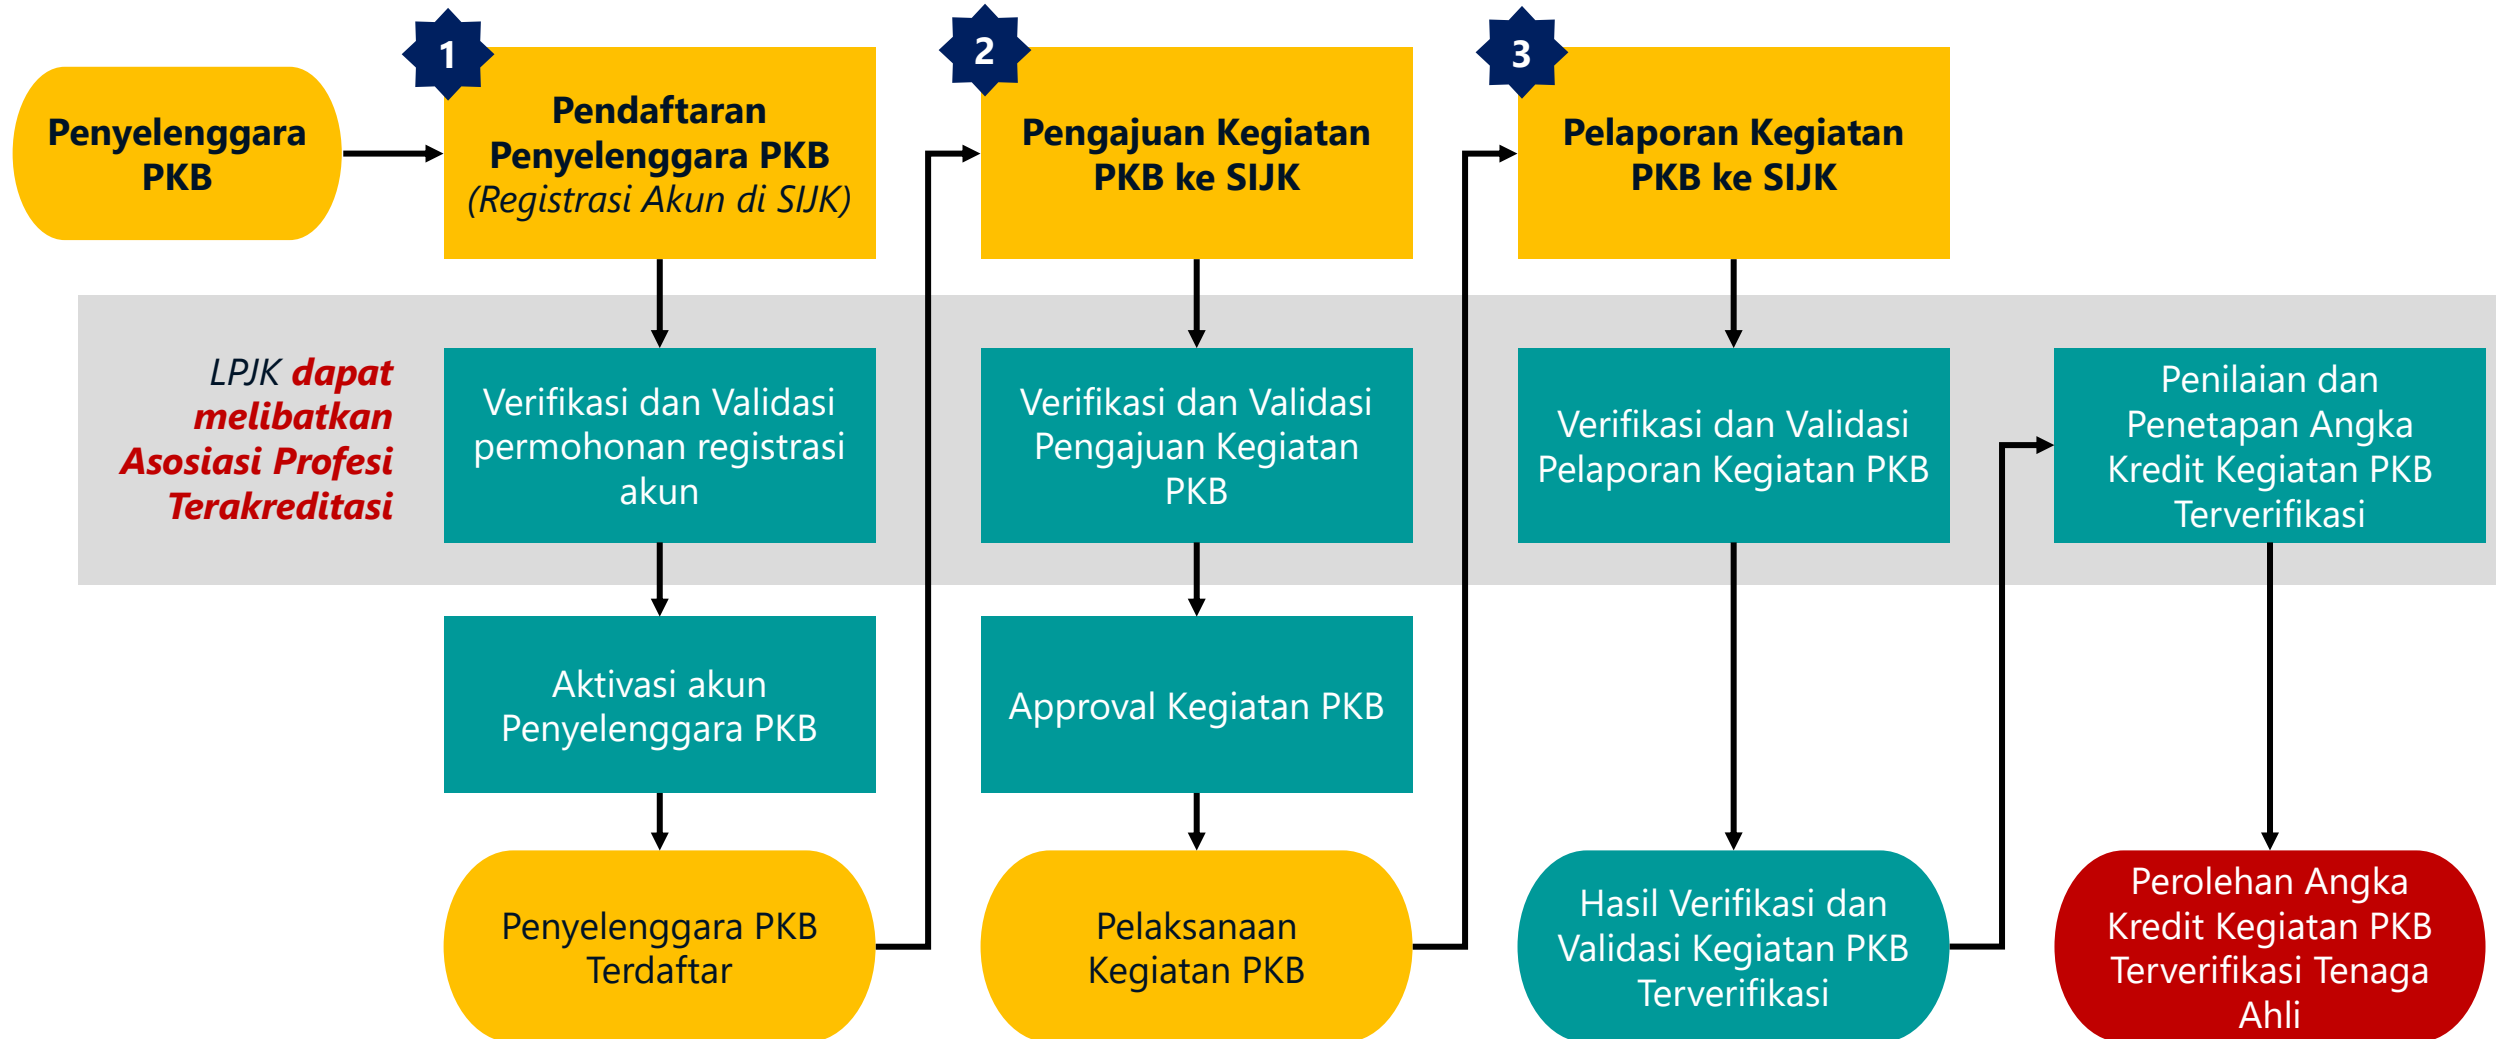 Penyelenggara
PKB
1
Pendaftaran
Penyelenggara PKB
(Registrasi Akun di SIJK)
2
Pengajuan Kegiatan
PKB ke SIJK
3
Pelaporan Kegiatan
PKB ke SIJK
LPJK dapat
melibatkan
Asosiasi Profesi
Terakreditasi
Verifikasi dan Validasi
permohonan registrasi
akun
Verifikasi dan Validasi
Pengajuan Kegiatan
PKB
Verifikasi dan Validasi
Pelaporan Kegiatan PKB
Penilaian dan
Penetapan Angka
Kredit Kegiatan PKB
Terverifikasi
Aktivasi akun
Penyelenggara PKB
Approval Kegiatan PKB
Penyelenggara PKB
Terdaftar
Pelaksanaan
Kegiatan PKB
Hasil Verifikasi dan
Validasi Kegiatan PKB
Terverifikasi
Perolehan Angka
Kredit Kegiatan PKB
Terverifikasi Tenaga
Ahli